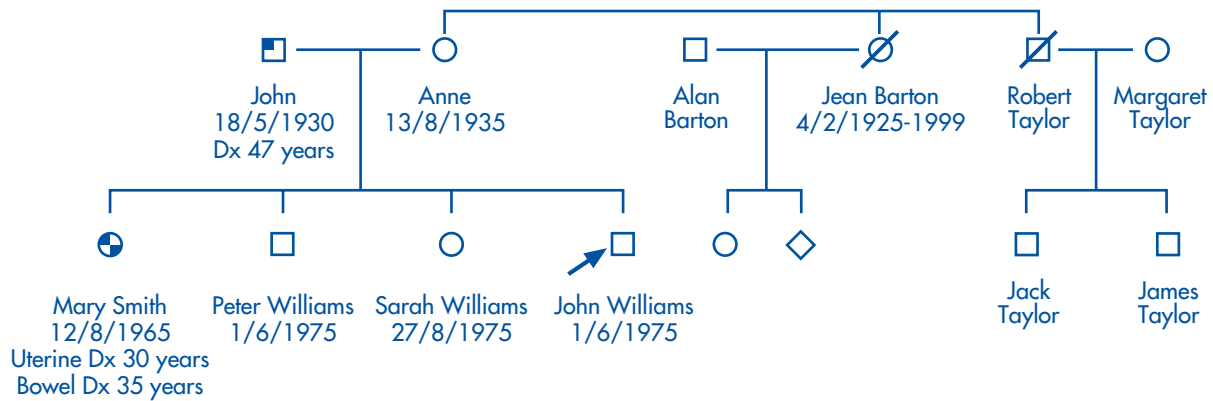 John
18/5/1930
Dx 47 years
Anne
13/8/1935
Alan
Barton
Jean Barton
4/2/1925-1999
Robert
Taylor
Margaret
Taylor
Mary Smith
12/8/1965
Uterine Dx 30 years
Bowel Dx 35 years
Peter Williams
1/6/1975
Sarah Williams
27/8/1975
John Williams
1/6/1975
Jack
Taylor
James
Taylor